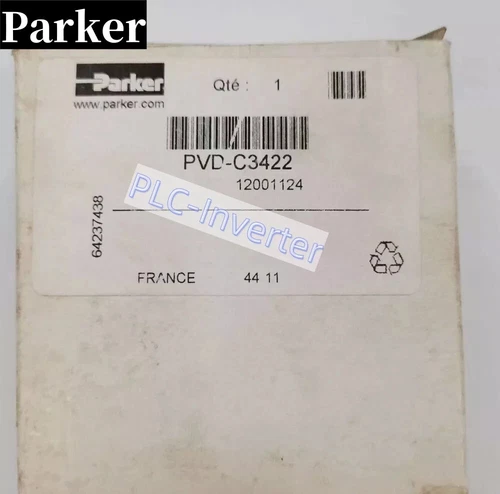 Parker
Parker
Qté : 1
www.parker.com
PVD-C3422
12001124
64237438
PLC-Inverter
FRANCE 44 11